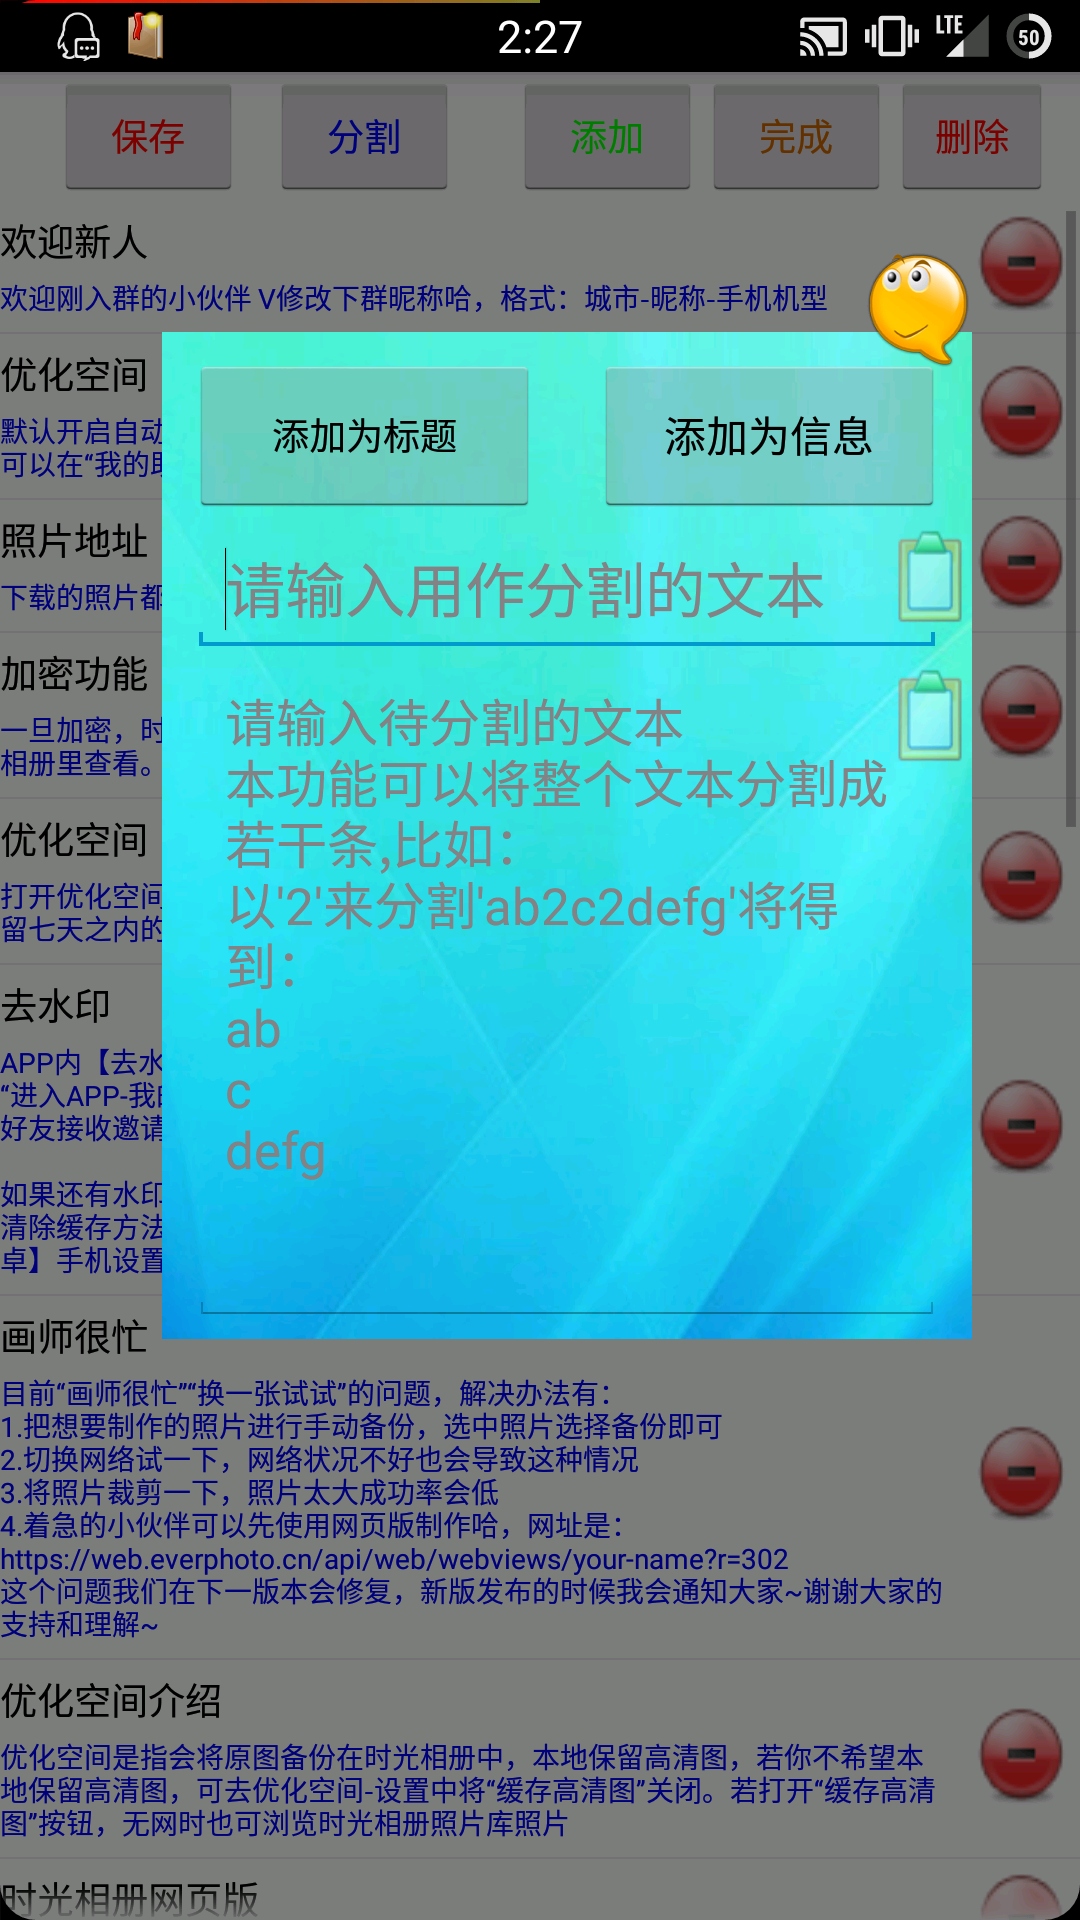 2:27
LTE
50
保存
分割
添加
完成
删除
欢迎新人
欢迎刚入群的小伙伴 V修改下群昵称哈，格式：城市-昵称-手机机型
优化空间
默认开启自动
可以在“我的
添加为标题
添加为信息
照片地址
下载的照片都
请输入用作分割的文本
加密功能
一旦加密，时
相册里查看。
请输入待分割的文本
本功能可以将整个文本分割成
若干条,比如：
以'2'来分割'ab2c2defg'将得
到：
ab
c
defg
优化空间
打开优化空间
留七天之内的
去水印
APP内【去水
“进入APP-我
好友接收邀请
如果还有水印
清除缓存方法
卓】手机设置
画师很忙
目前“画师很忙”“换一张试试”的问题，解决办法有：
1.把想要制作的照片进行手动备份，选中照片选择备份即可
2.切换网络试一下，网络状况不好也会导致这种情况
3.将照片裁剪一下，照片太大成功率会低
4.着急的小伙伴可以先使用网页版制作哈，网址是：
https://web.everphoto.cn/api/web/webviews/your-name?r=302
这个问题我们在下一版本会修复，新版发布的时候我会通知大家~谢谢大家的
支持和理解~
优化空间介绍
优化空间是指会将原图备份在时光相册中，本地保留高清图，若你不希望本
地保留高清图，可去优化空间-设置中将“缓存高清图”关闭。若打开“缓存高清
图”按钮，无网时也可浏览时光相册照片库照片
时光相册网页版